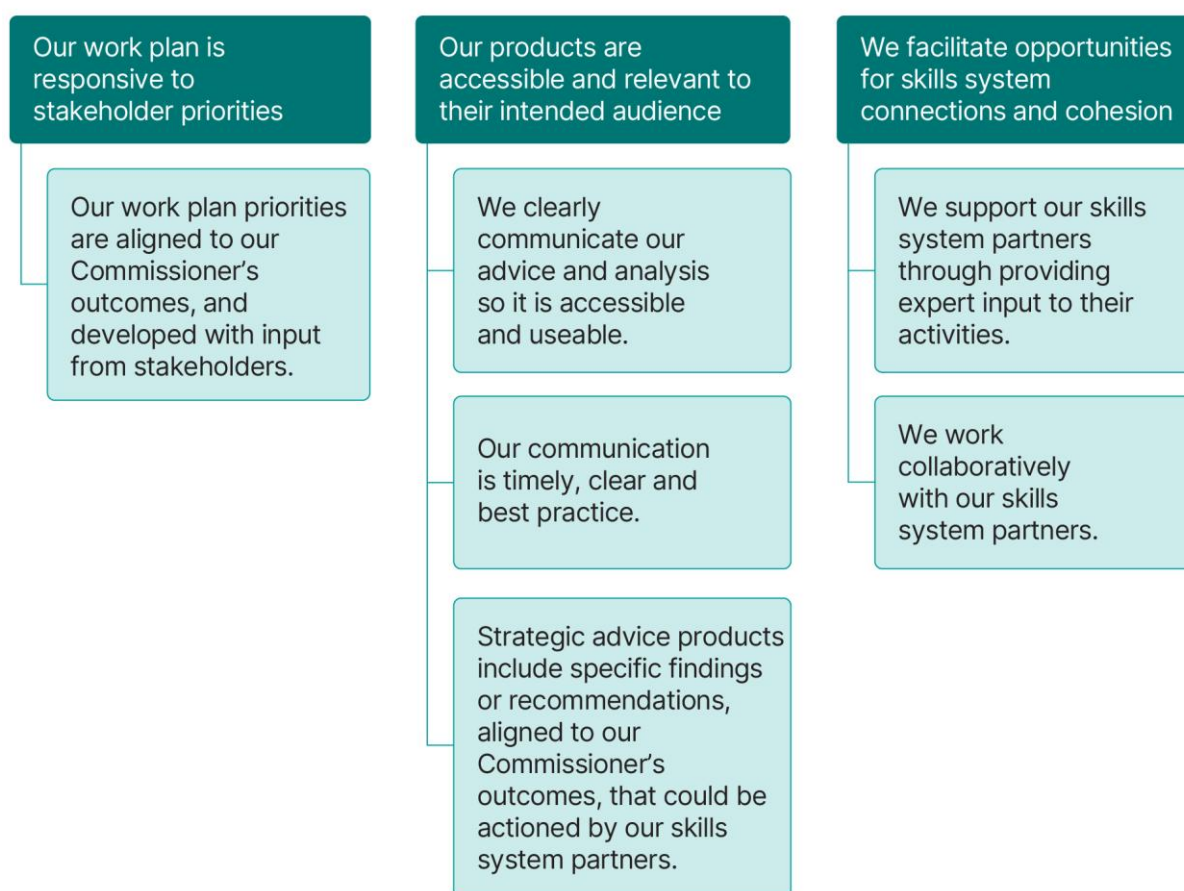 Our work plan is
responsive to
stakeholder priorities
Our work plan priorities
are aligned to our
Commissioner’s
outcomes, and
developed with input
from stakeholders.
Our products are
accessible and relevant to
their intended audience
We clearly
communicate our
advice and analysis
so it is accessible
and useable.
Our communication
is timely, clear and
best practice.
Strategic advice products
include specific findings
or recommendations,
aligned to our
Commissioner’s
outcomes, that could be
actioned by our skills
system partners.
We facilitate opportunities
for skills system
connections and cohesion
We support our skills
system partners
through providing
expert input to their
activities.
We work
collaboratively
with our skills
system partners.